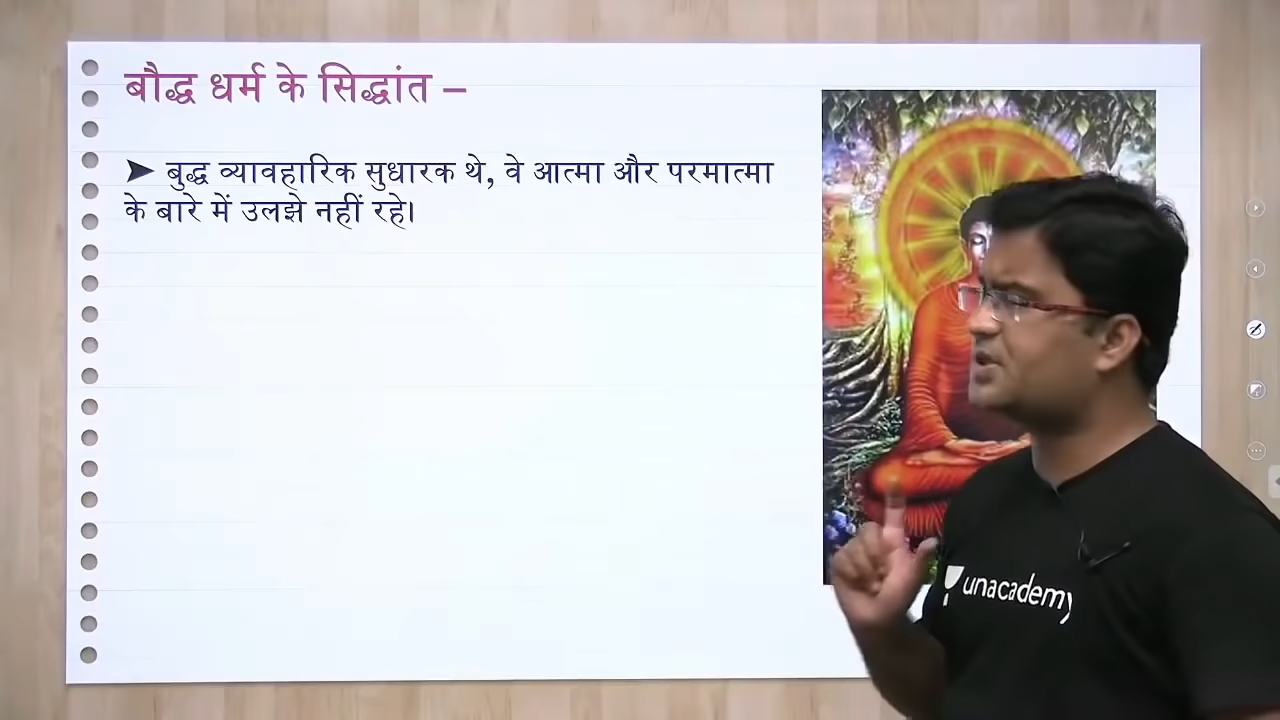 बौद्ध धर्म के सिद्धांत –
➤ बुद्ध व्यावहारिक सुधारक थे, वे आत्मा और परमात्मा
के बारे में उलझे नहीं रहे।
unacademy